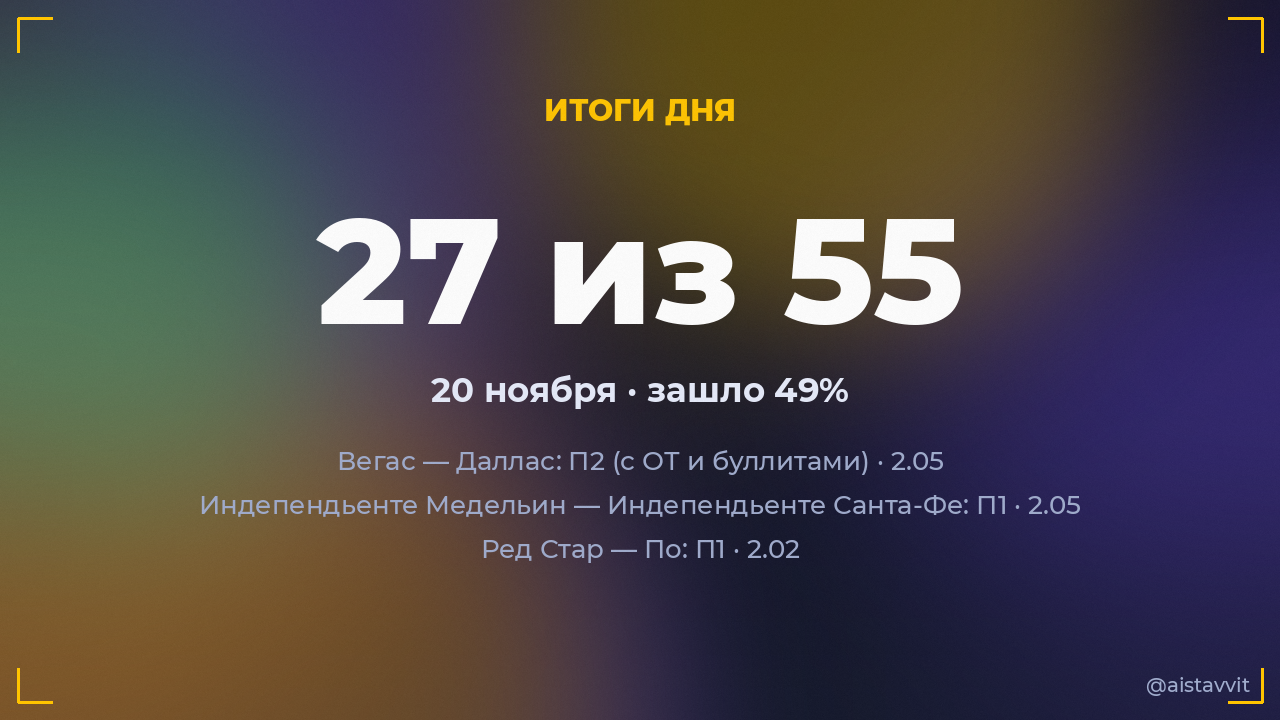 ИТОГИ ДНЯ
27 из 55
20 ноября · зашло 49%
Вегас — Даллас: П2 (с ОТ и буллитами) · 2.05
Индепендьенте Медельин — Индепендьенте Санта-Фе: П1 · 2.05
Ред Стар — По: П1 · 2.02
@aistavvit